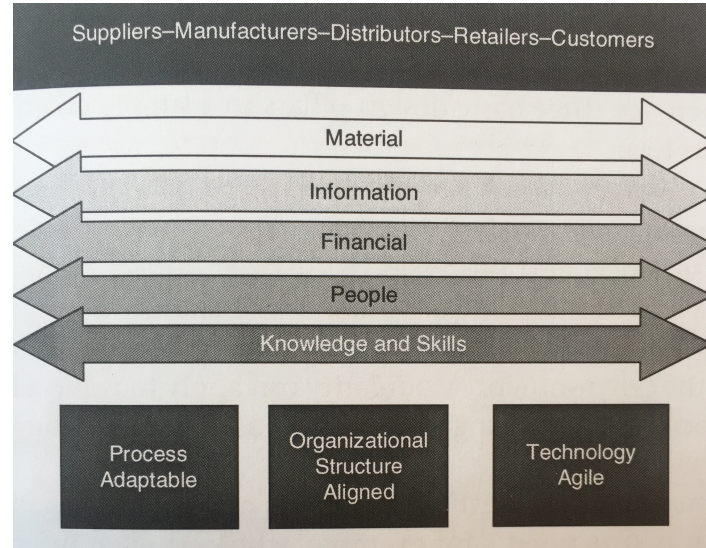 Suppliers–Manufacturers–Distributors–Retailers–Customers
Material
Information
Financial
People
Knowledge and Skills
Process
Adaptable
Organizational
Structure
Aligned
Technology
Agile